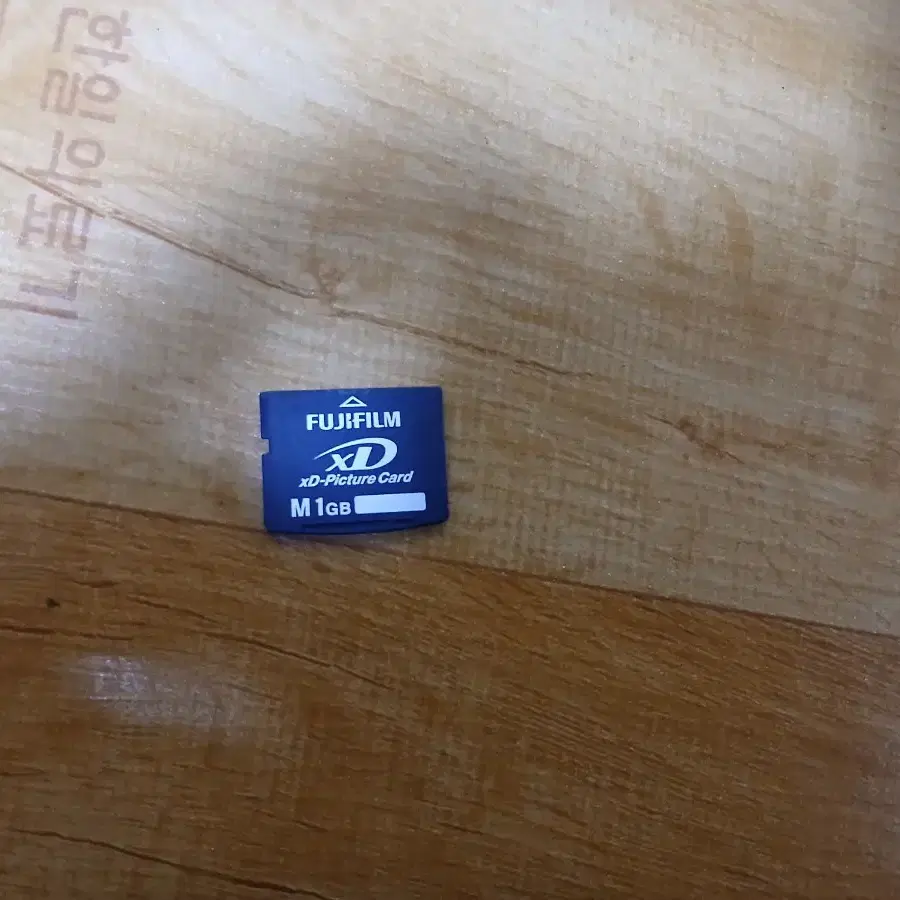 FUJIFILM
xD
xD-Picture Card
M 1GB